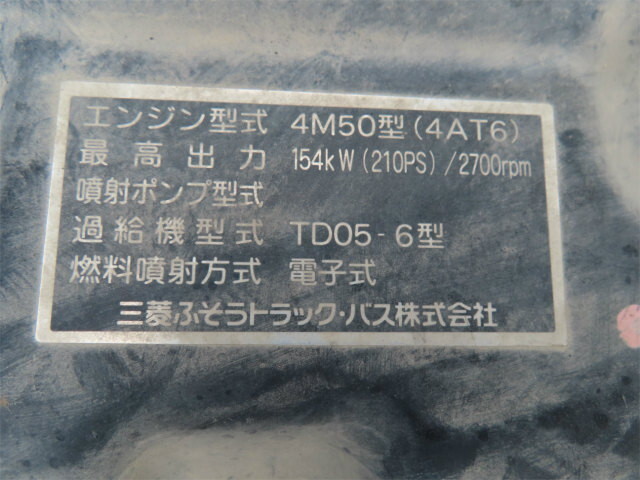 エンジン型式 4M50型(4AT6)
最高出力 154kW(210PS)/2700rpm
噴射ポンプ型式
過給機型式 TD05-6型
燃料噴射方式 電子式
三菱ふそうトラック・バス株式会社